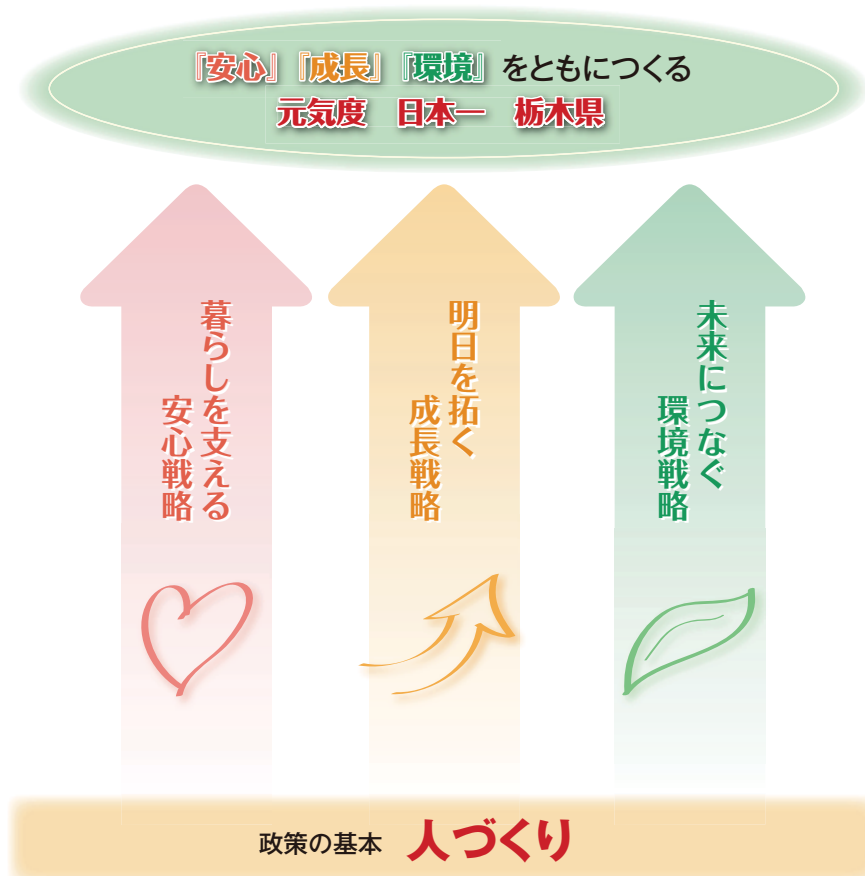 『安心』『成長』『環境』をともにつくる
元気度　日本一　栃木県
暮らしを支える
安心戦略
明日を拓く
成長戦略
未来につなぐ
環境戦略
政策の基本　人づくり